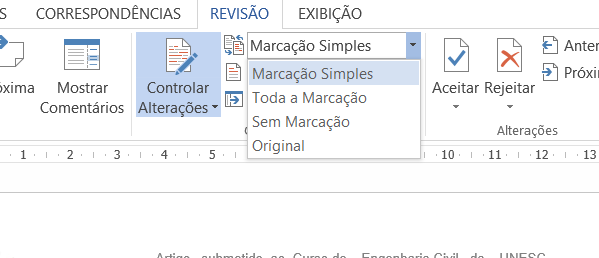 S CORRESPONDÊNCIAS REVISÃO EXIBIÇÃO
óxima
Mostrar
Comentários
Controlar
Alterações
Marcação Simples
Marcação Simples
Toda a Marcação
Sem Marcação
Original
Aceitar
Rejeitar
Anter
Próxi
Alterações
1 2 3 4 5 10 11 12 13
Artigo submetido ao Curso de Engenharia Civil da UNESC